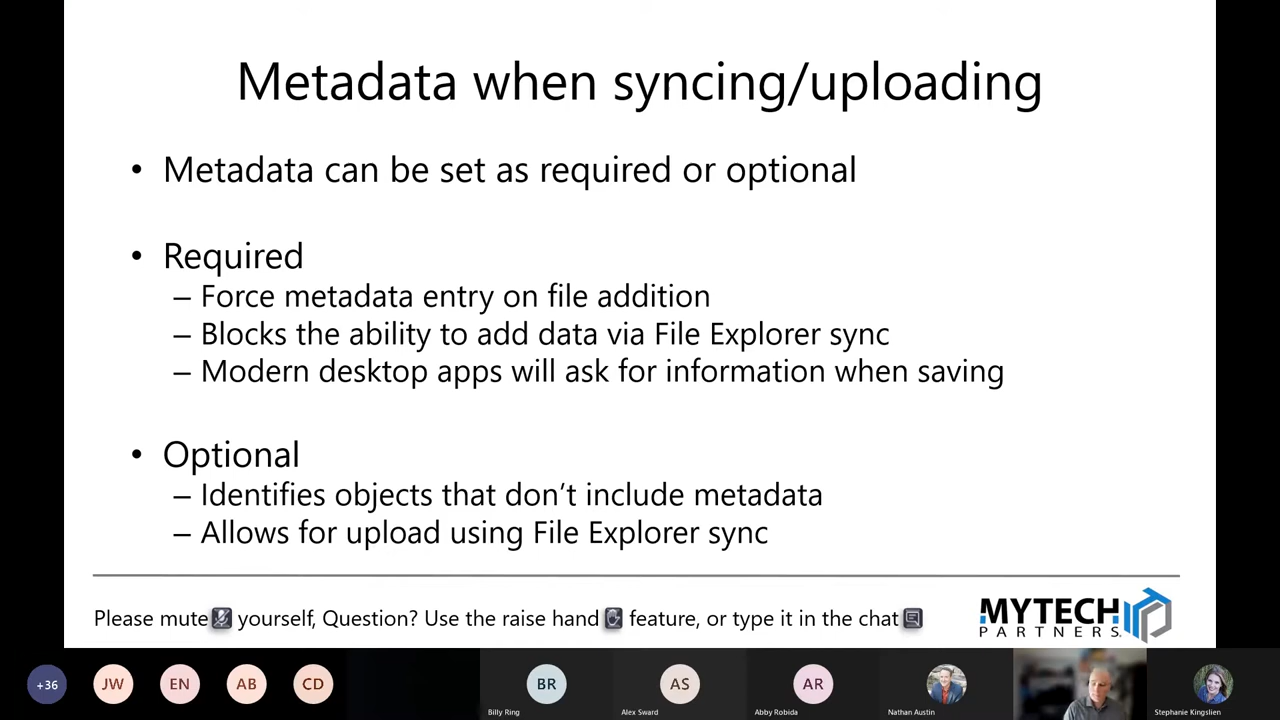 Metadata when syncing/uploading
• Metadata can be set as required or optional
• Required
– Force metadata entry on file addition
– Blocks the ability to add data via File Explorer sync
– Modern desktop apps will ask for information when saving
• Optional
– Identifies objects that don’t include metadata
– Allows for upload using File Explorer sync
Please mute yourself, Question? Use the raise hand feature, or type it in the chat
MYTECH
PARTNERS
+36
JW
EN
AB
CD
BR
AS
AR
Billy Ring
Alex Sward
Abby Robida
Nathan Austin
Stephanie Kingslien